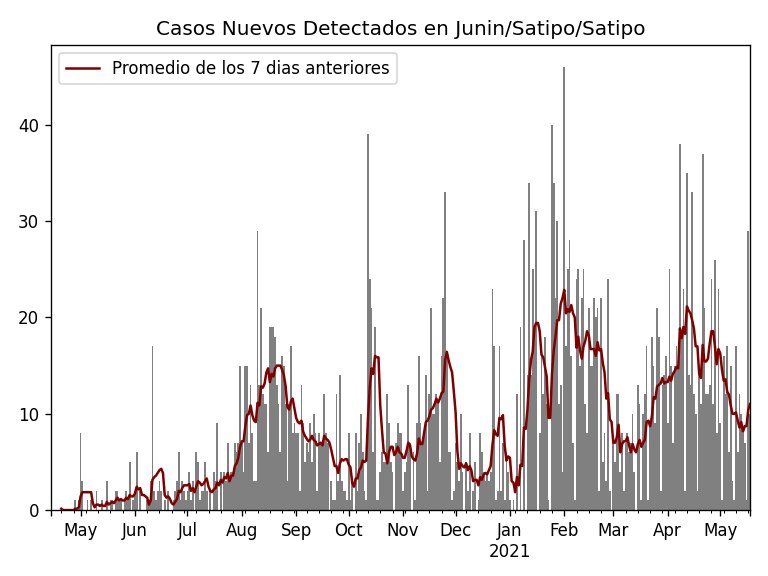 Casos Nuevos Detectados en Junin/Satipo/Satipo
Promedio de los 7 dias anteriores
40
30
20
10
0
May Jun Jul Aug Sep Oct Nov Dec Jan Feb Mar Apr May
2021